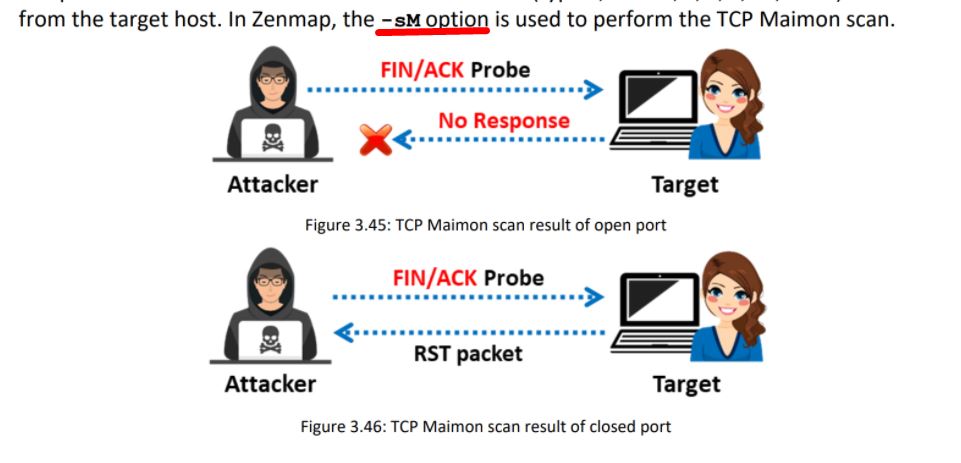 from the target host. In Zenmap, the -sM option is used to perform the TCP Maimon scan.
FIN/ACK Probe
No Response
Attacker
Target
Figure 3.45: TCP Maimon scan result of open port
FIN/ACK Probe
RST packet
Attacker
Target
Figure 3.46: TCP Maimon scan result of closed port